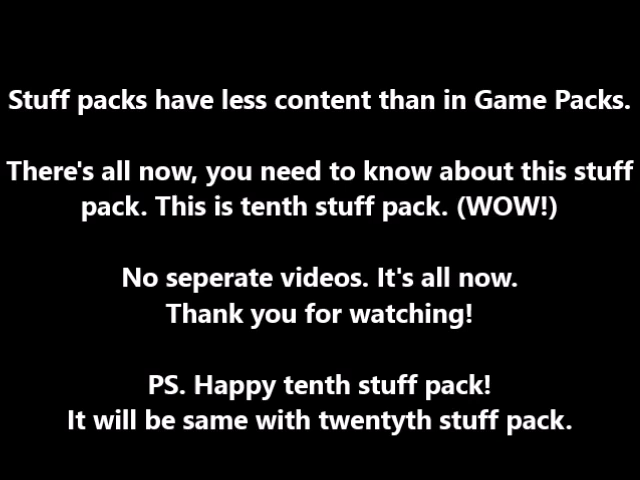 Stuff packs have less content than in Game Packs.
There's all now, you need to know about this stuff
pack. This is tenth stuff pack. (WOW!)
No seperate videos. It's all now.
Thank you for watching!
PS. Happy tenth stuff pack!
It will be same with twentyth stuff pack.